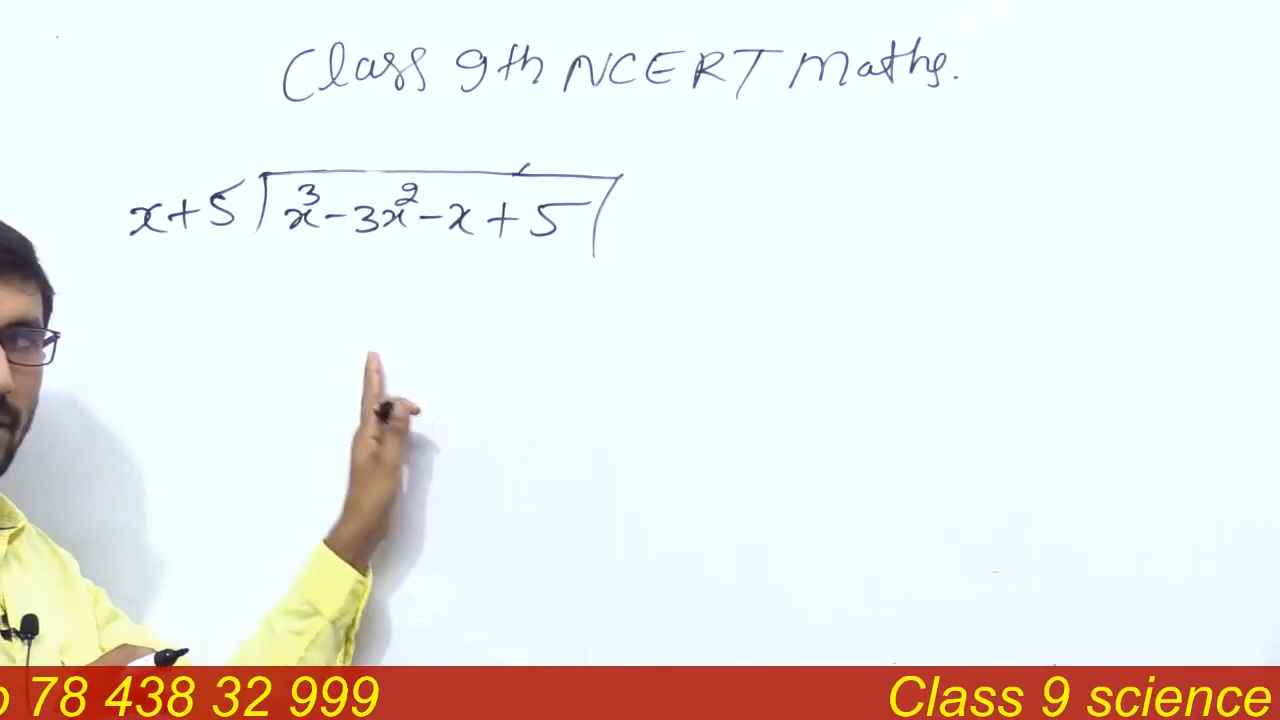 Class 9th NCERT Maths.
x+5 ) x³-3x²-x+5 (
78 438 32 999
Class 9 science